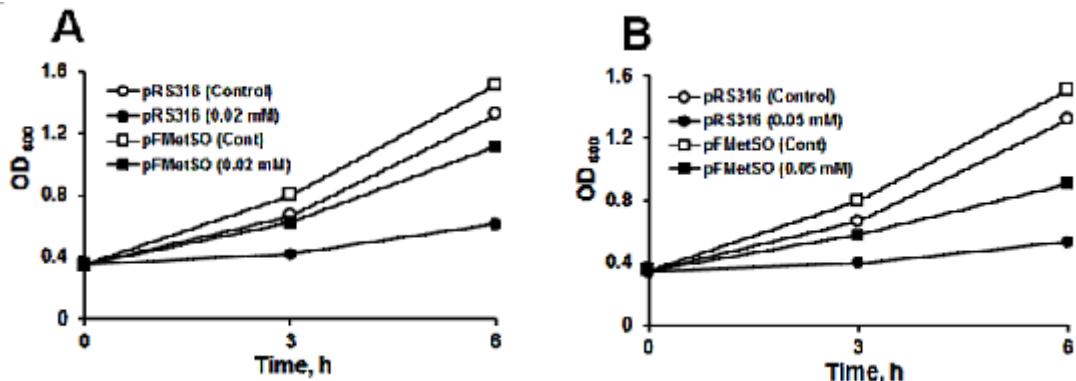 A
1.6
1.2
0.8
0.4
0
OD 600
pRS316 (Control)
pRS316 (0.02 mM)
pFMetSO (Cont)
pFMetSO (0.02 mM)
0 3 6
Time, h
B
1.6
1.2
0.8
0.4
0
OD 600
pRS316 (Control)
pRS316 (0.05 mM)
pFMetSO (Cont)
pFMetSO (0.05 mM)
0 3 6
Time, h